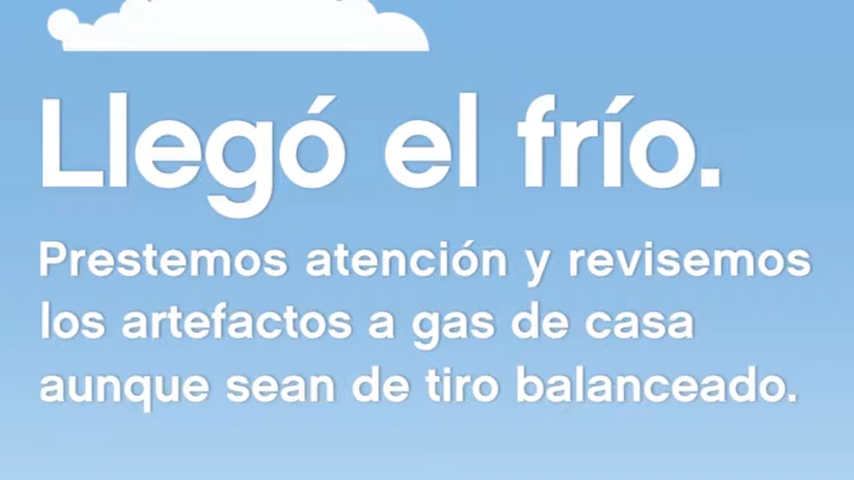 Llegó el frío.
Prestemos atención y revisemos
los artefactos a gas de casa
aunque sean de tiro balanceado.